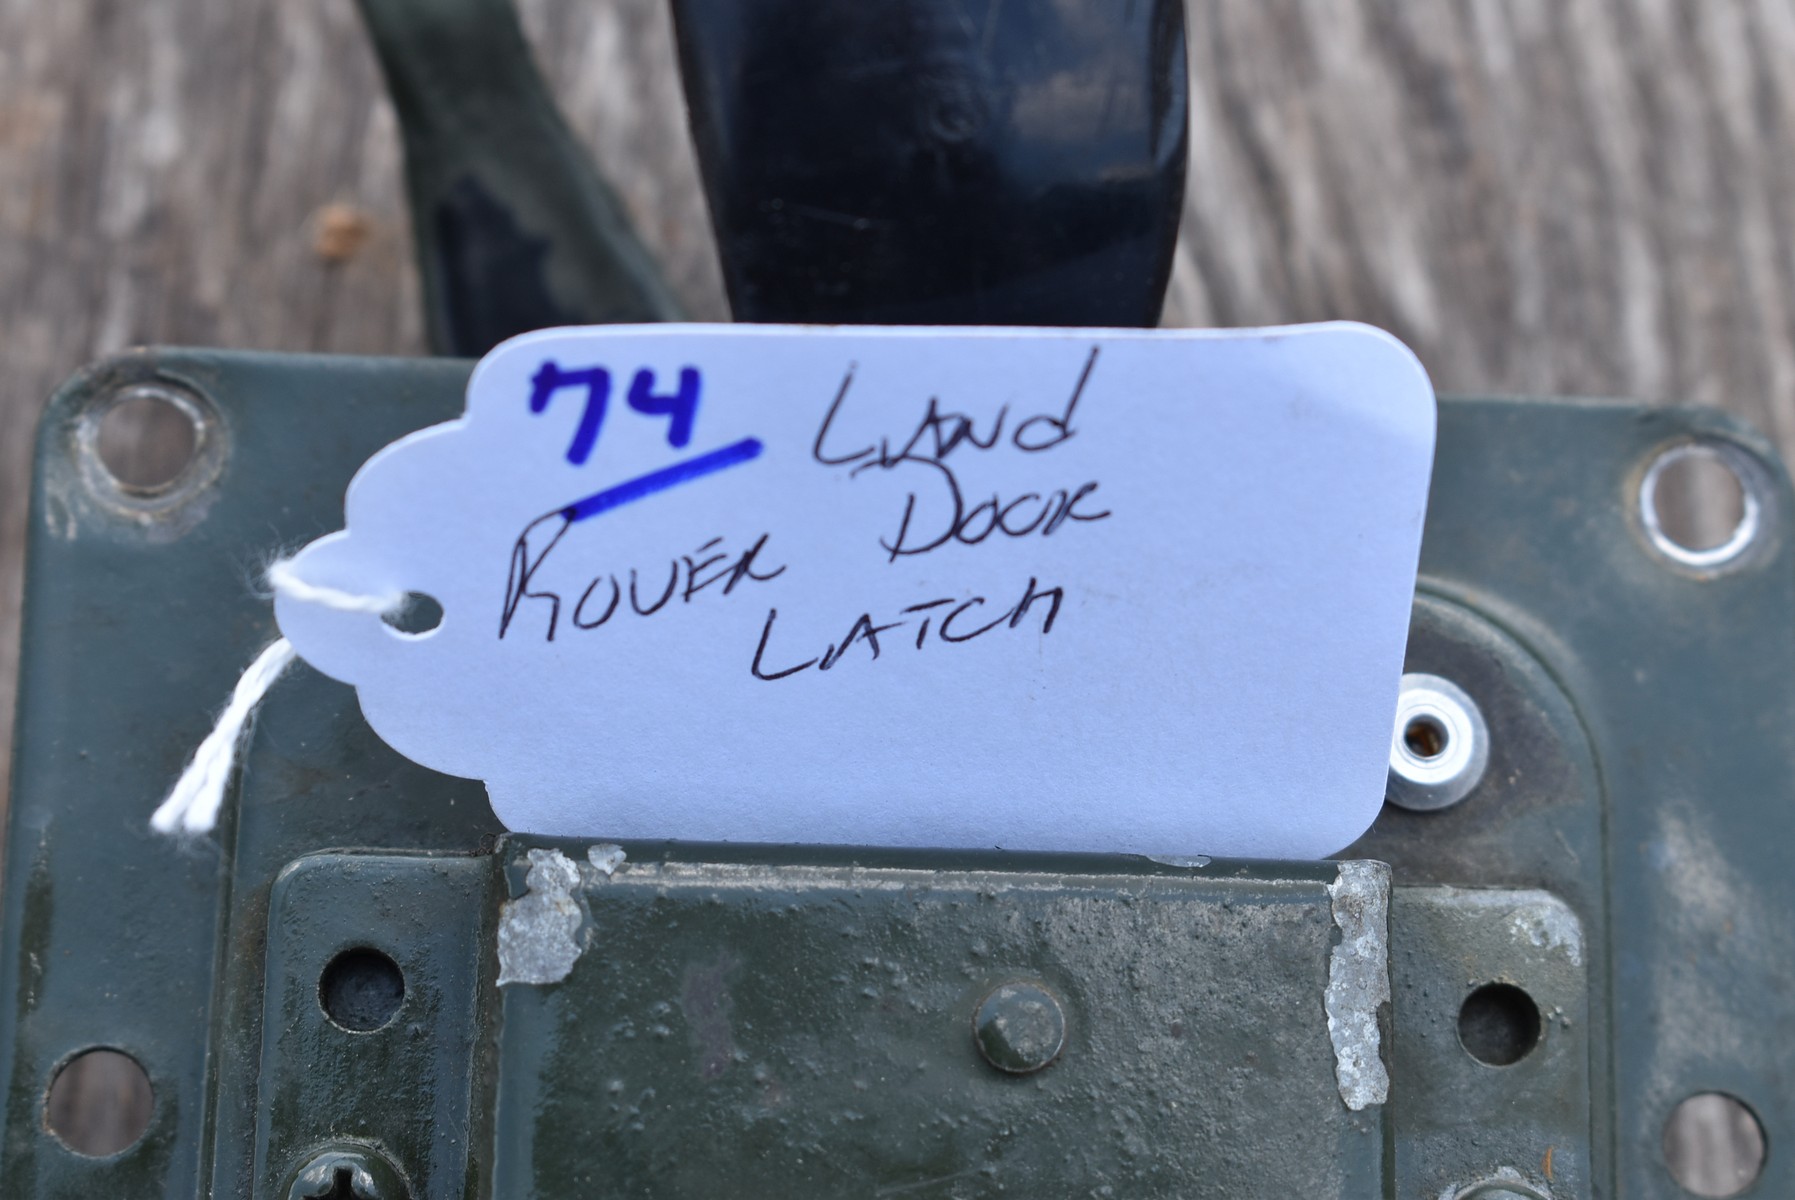 74 Land
Rover Door
Latch